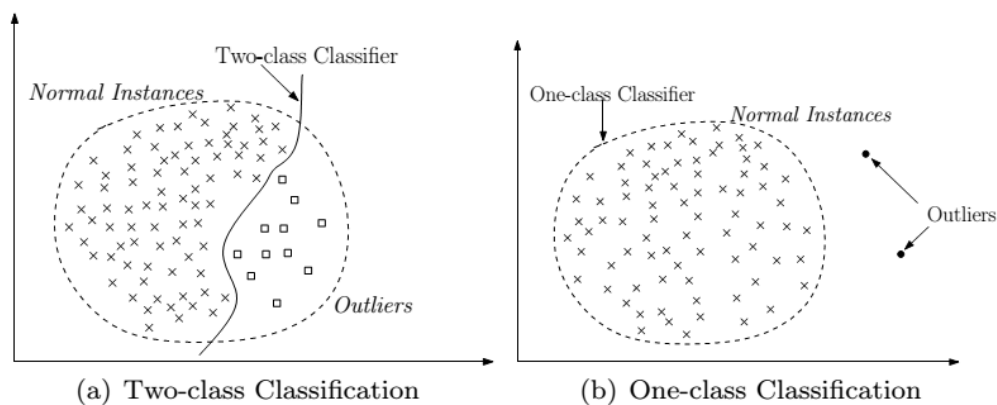 Two-class Classifier
Normal Instances
Outliers
(a) Two-class Classification
One-class Classifier
Normal Instances
Outliers
(b) One-class Classification